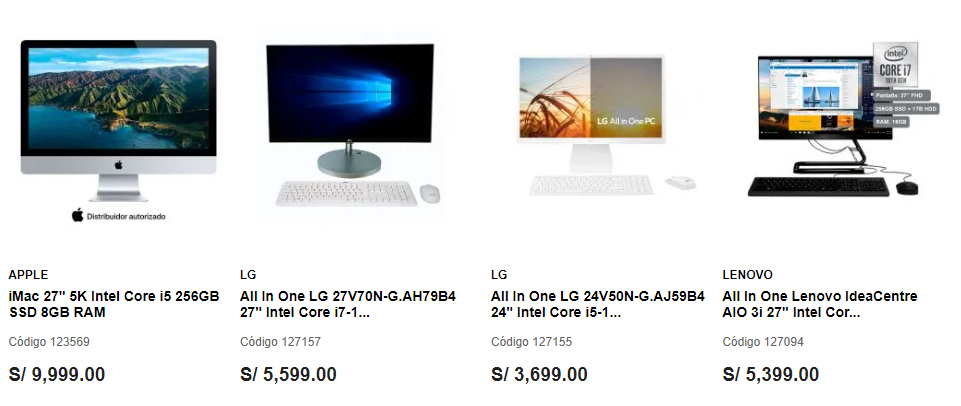 Distribuidor autorizado
LG All in One PC
intel
CORE i7
10TH GEN
Pantalla: 27" FHD
256GB SSD + 1TB HDD
RAM: 16GB
APPLE
iMac 27" 5K Intel Core i5 256GB
SSD 8GB RAM
Código 123569
S/ 9,999.00
LG
All In One LG 27V70N-G.AH79B4
27" Intel Core i7-1...
Código 127157
S/ 5,599.00
LG
All In One LG 24V50N-G.AJ59B4
24" Intel Core i5-1...
Código 127155
S/ 3,699.00
LENOVO
All In One Lenovo IdeaCentre
AIO 3i 27" Intel Cor...
Código 127094
S/ 5,399.00